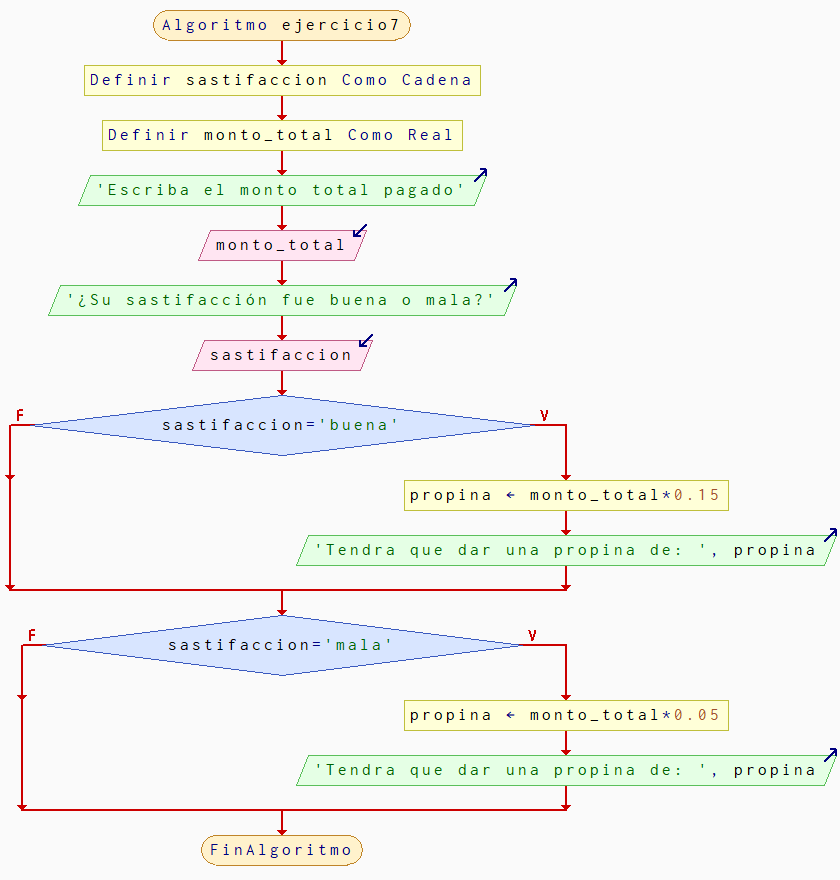 Algoritmo ejercicio7
Definir sastifaccion Como Cadena
Definir monto_total Como Real
'Escriba el monto total pagado'
monto_total
'¿Su sastifacción fue buena o mala?'
sastifaccion
F
V
sastifaccion='buena'
propina ← monto_total*0.15
'Tendra que dar una propina de: ', propina
F
V
sastifaccion='mala'
propina ← monto_total*0.05
'Tendra que dar una propina de: ', propina
FinAlgoritmo